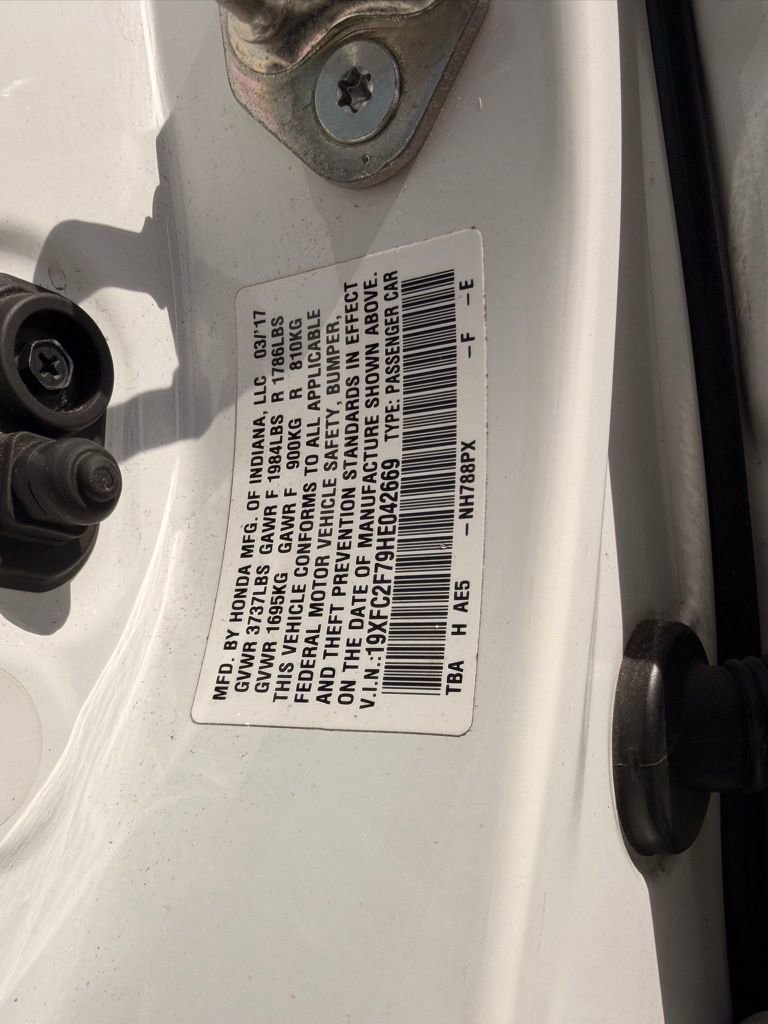 MFD. BY HONDA MFG. OF INDIANA, LLC 03/'17
GVWR 3737LBS GAWR F 1984LBS R 1786LBS
GVWR 1695KG GAWR F 900KG R 810KG
THIS VEHICLE CONFORMS TO ALL APPLICABLE
FEDERAL MOTOR VEHICLE SAFETY, BUMPER,
AND THEFT PREVENTION STANDARDS IN EFFECT
ON THE DATE OF MANUFACTURE SHOWN ABOVE.
V.I.N.:19XFC2F79HE042669 TYPE: PASSENGER CAR
TBA H AE5 -NH788PX -F -E